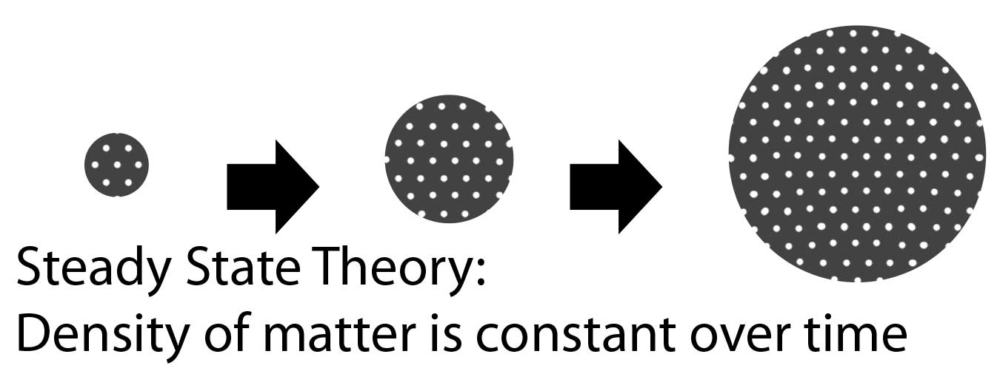 Steady State Theory:
Density of matter is constant over time